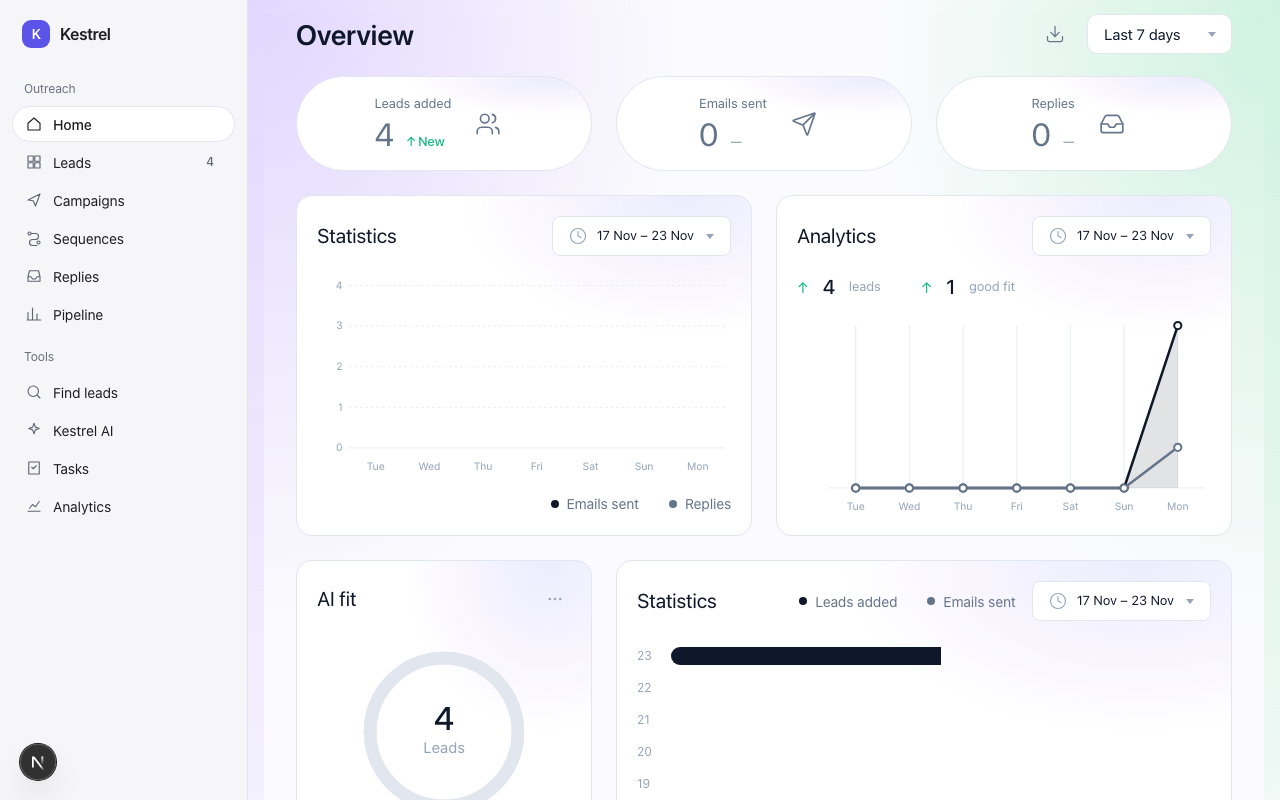 K Kestrel
Outreach
Home
Leads 4
Campaigns
Sequences
Replies
Pipeline
Tools
Find leads
Kestrel AI
Tasks
Analytics
N
Overview
Last 7 days
Leads added
4 ↑ New
Emails sent
0 –
Replies
0 –
Statistics
17 Nov – 23 Nov
4
3
2
1
0
Tue Wed Thu Fri Sat Sun Mon
Emails sent Replies
Analytics
17 Nov – 23 Nov
↑ 4 leads ↑ 1 good fit
Tue Wed Thu Fri Sat Sun Mon
AI fit
4
Leads
Statistics
Leads added Emails sent
17 Nov – 23 Nov
23
22
21
20
19